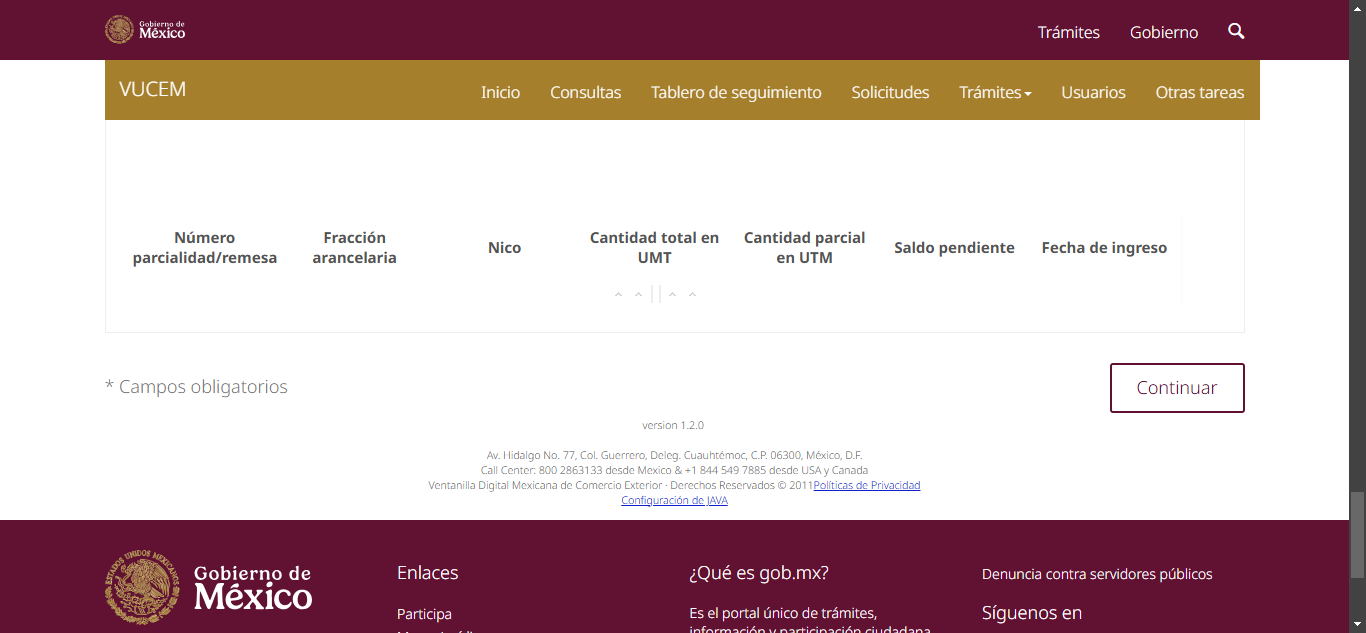 Gobierno de
México
Trámites
Gobierno
VUCEM
Inicio
Consultas
Tablero de seguimiento
Solicitudes
Trámites
Usuarios
Otras tareas
Número
parcialidad/remesa
Fracción
arancelaria
Nico
Cantidad total en
UMT
Cantidad parcial
en UTM
Saldo pendiente
Fecha de ingreso
* Campos obligatorios
Continuar
version 1.2.0
Av. Hidalgo No. 77, Col. Guerrero, Deleg. Cuauhtémoc, C.P. 06300, México, D.F.
Call Center: 800 2863133 desde Mexico & +1 844 549 7885 desde USA y Canada
Ventanilla Digital Mexicana de Comercio Exterior - Derechos Reservados © 2011Políticas de Privacidad
Configuración de JAVA
ESTADOS UNIDOS MEXICANOS
Gobierno de
México
Enlaces
Participa
¿Qué es gob.mx?
Es el portal único de trámites,
información y participación ciudadana
Denuncia contra servidores públicos
Síguenos en